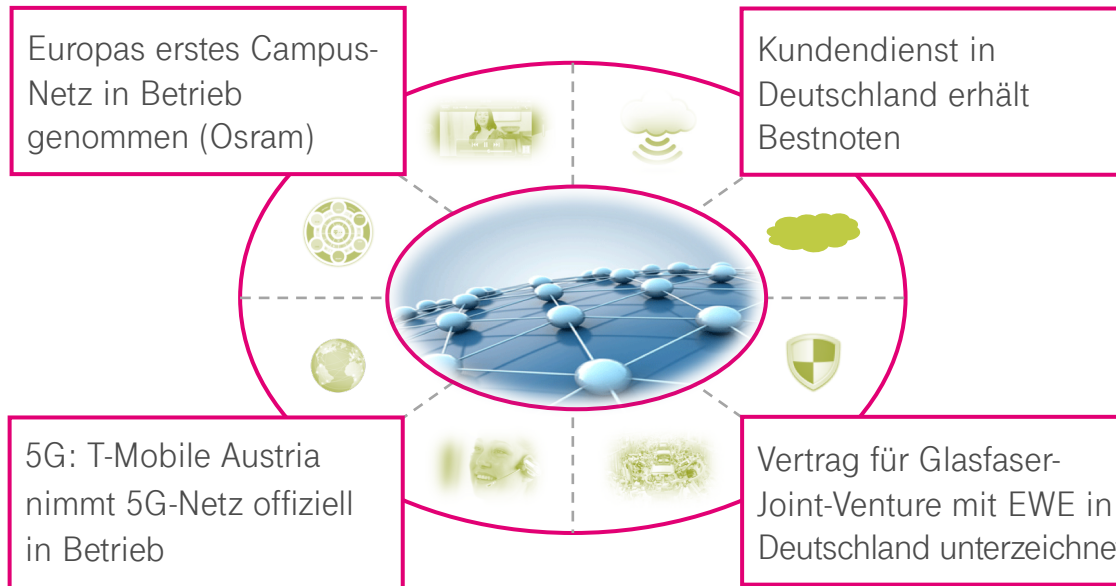 Europas erstes Campus-
Netz in Betrieb
genommen (Osram)
Kundendienst in
Deutschland erhält
Bestnoten
5G: T-Mobile Austria
nimmt 5G-Netz offiziell
in Betrieb
Vertrag für Glasfaser-
Joint-Venture mit EWE in
Deutschland unterzeichne